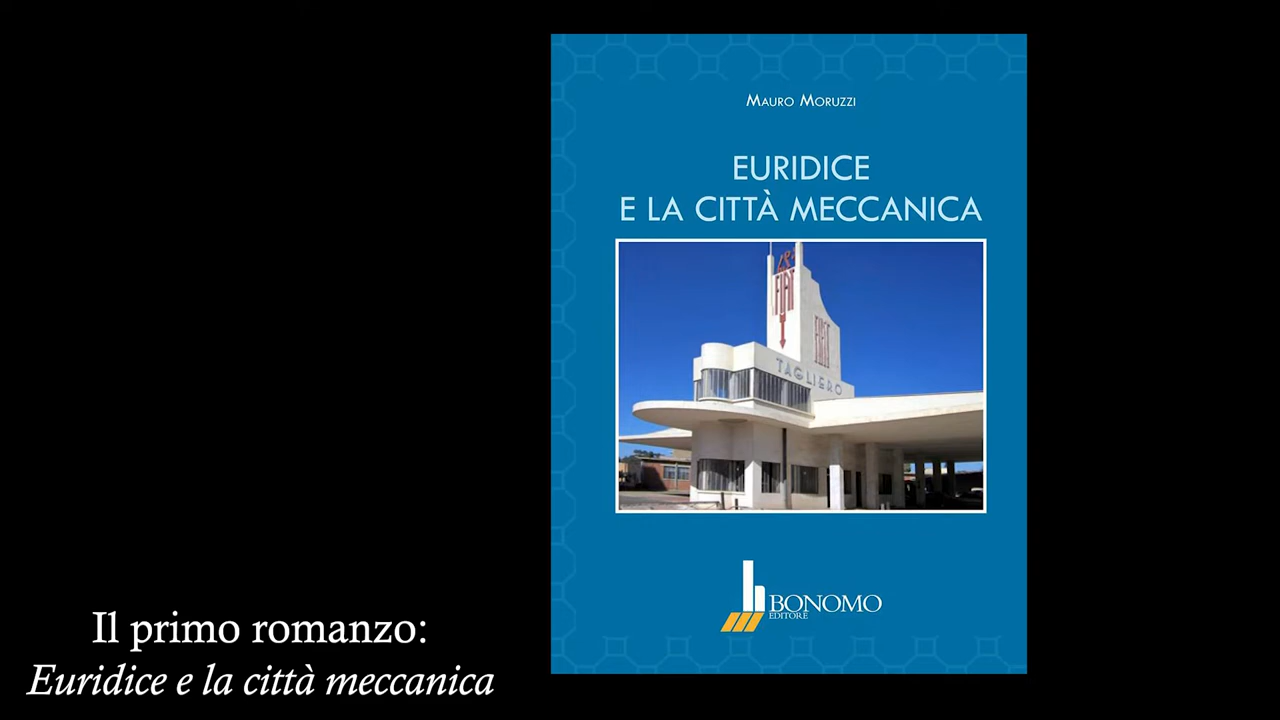 Mauro Moruzzi
EURIDICE
E LA CITTÀ MECCANICA
FIAT
FIAT
TAGLIERO
BONOMO
EDITORE
Il primo romanzo:
Euridice e la città meccanica